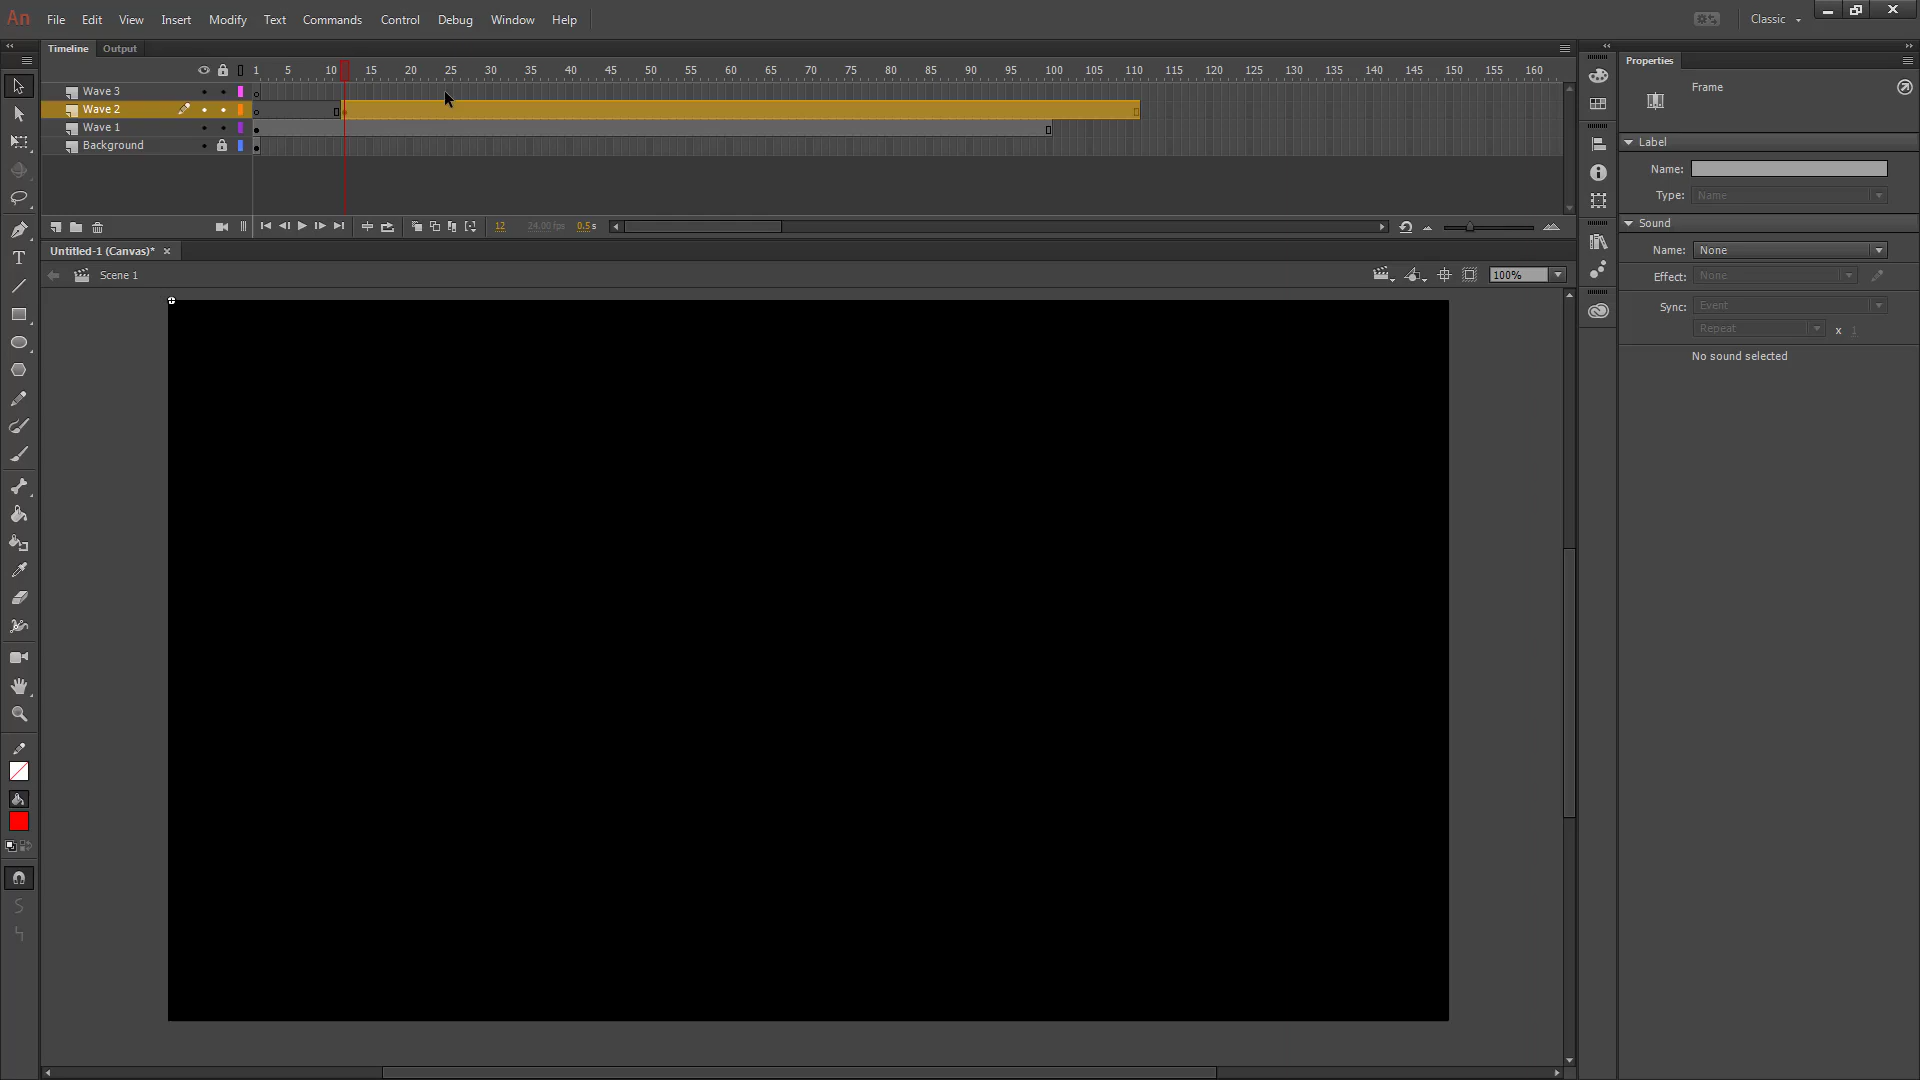 An File Edit View Insert Modify Text Commands Control Debug Window Help Classic
Timeline Output
1 5 10 15 20 25 30 35 40 45 50 55 60 65 70 75 80 85 90 95 100 105 110 115 120 125 130 135 140 145 150 155 160
Wave 3
Wave 2
Wave 1
Background
12 24.00 fps 0.5 s
Untitled-1 (Canvas)*
Scene 1
100%
T
Properties
Frame
Label
Name:
Type: Name
Sound
Name: None
Effect: None
Sync: Event
Repeat x 1
No sound selected